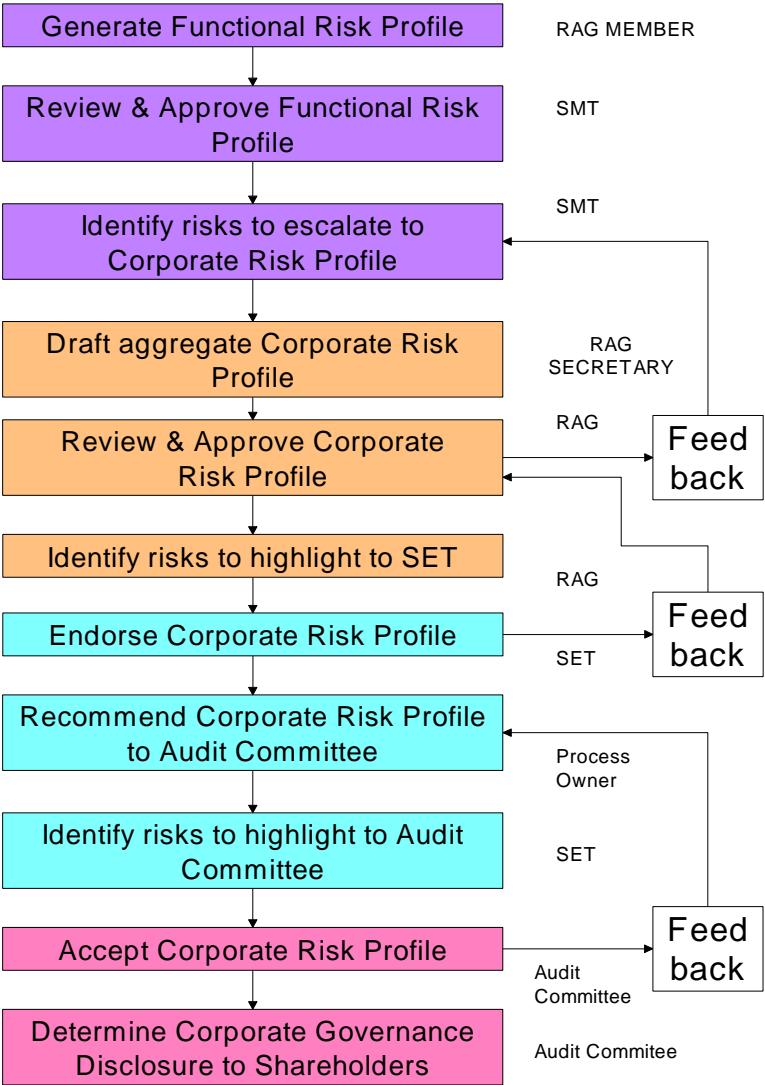 Generate Functional Risk Profile
RAG MEMBER
Review & Approve Functional Risk
Profile
SMT
Identify risks to escalate to
Corporate Risk Profile
SMT
Draft aggregate Corporate Risk
Profile
RAG
SECRETARY
Review & Approve Corporate
Risk Profile
RAG
Feed
back
Identify risks to highlight to SET
RAG
Endorse Corporate Risk Profile
SET
Feed
back
Recommend Corporate Risk Profile
to Audit Committee
Process
Owner
Identify risks to highlight to Audit
Committee
SET
Accept Corporate Risk Profile
Audit
Committee
Feed
back
Determine Corporate Governance
Disclosure to Shareholders
Audit Commitee